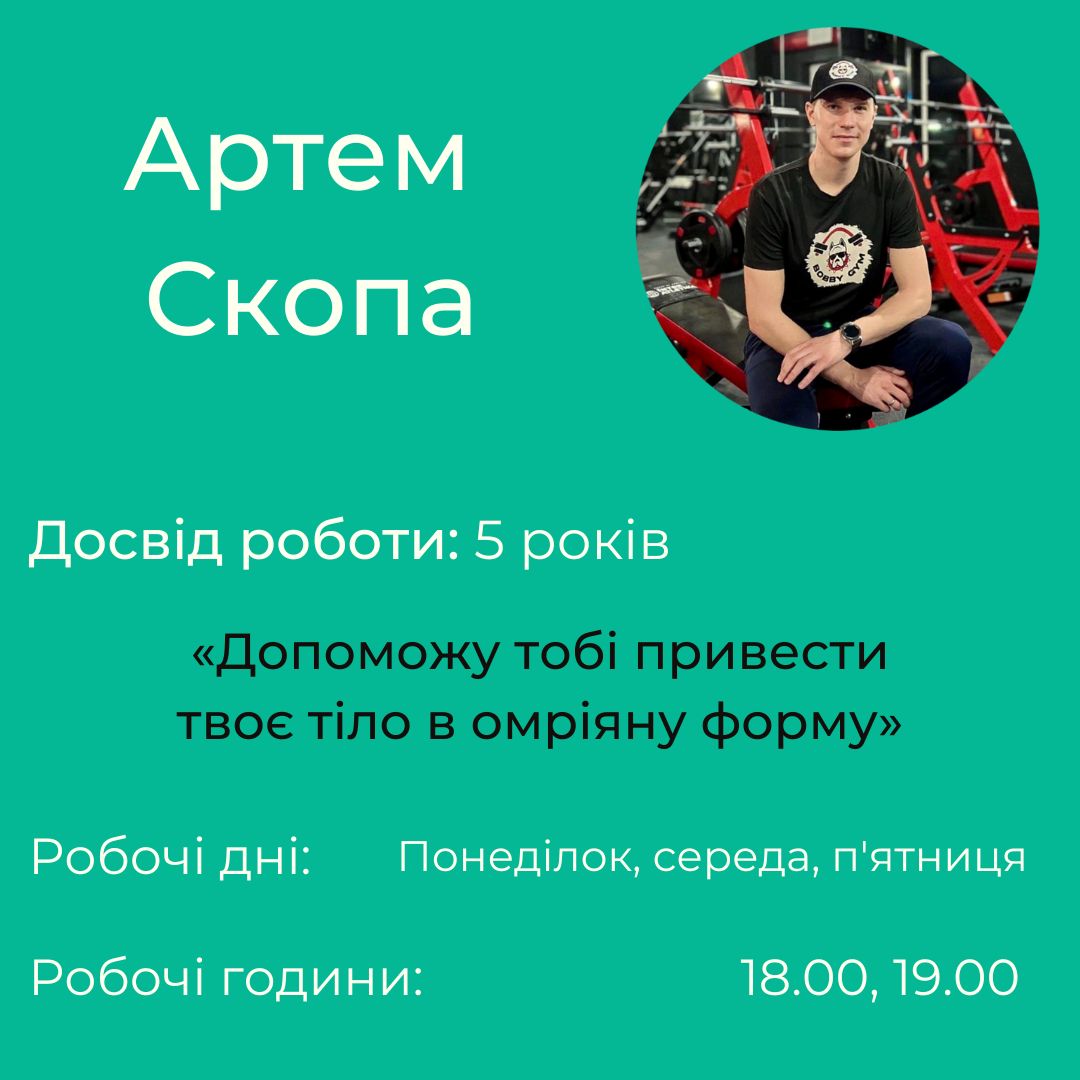 Артем
Скопа
BOBBY GYM
Досвід роботи: 5 років
«Допоможу тобі привести
твоє тіло в омріяну форму»
Робочі дні: Понеділок, середа, п'ятниця
Робочі години: 18.00, 19.00